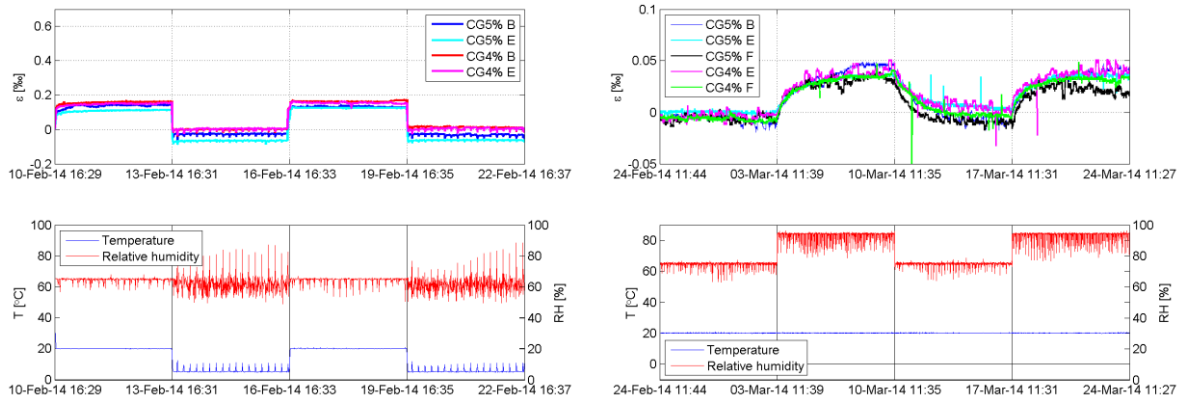 0.6
0.4
0.2
0
-0.2
ε [‰]
CG5% B
CG5% E
CG4% B
CG4% E
10-Feb-14 16:29 13-Feb-14 16:31 16-Feb-14 16:33 19-Feb-14 16:35 22-Feb-14 16:37
0.1
0.05
0
-0.05
ε [‰]
CG5% B
CG5% E
CG5% F
CG4% E
CG4% F
24-Feb-14 11:44 03-Mar-14 11:39 10-Mar-14 11:35 17-Mar-14 11:31 24-Mar-14 11:27
100 100
80 80
60 60
40 40
20 20
0 0
T [°C]
RH [%]
Temperature
Relative humidity
10-Feb-14 16:29 13-Feb-14 16:31 16-Feb-14 16:33 19-Feb-14 16:35 22-Feb-14 16:37
80 100
60 80
40 60
20 40
0 20
0
T [°C]
RH [%]
Temperature
Relative humidity
24-Feb-14 11:44 03-Mar-14 11:39 10-Mar-14 11:35 17-Mar-14 11:31 24-Mar-14 11:27